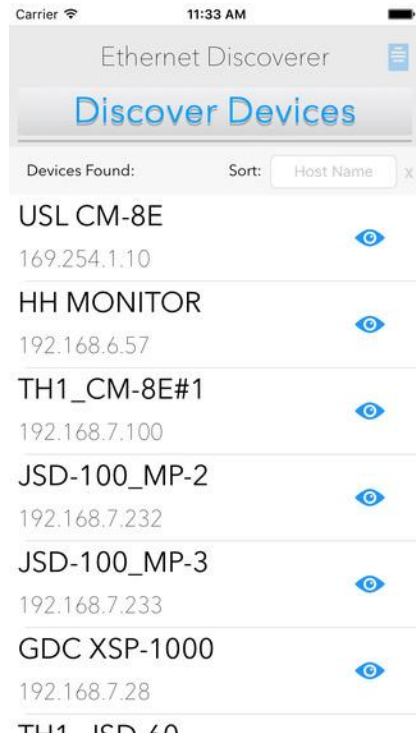 Carrier 11:33 AM
Ethernet Discoverer
Discover Devices
Devices Found: Sort: Host Name x
USL CM-8E
169.254.1.10
HH MONITOR
192.168.6.57
TH1_CM-8E#1
192.168.7.100
JSD-100_MP-2
192.168.7.232
JSD-100_MP-3
192.168.7.233
GDC XSP-1000
192.168.7.28
TH1_JSD-60